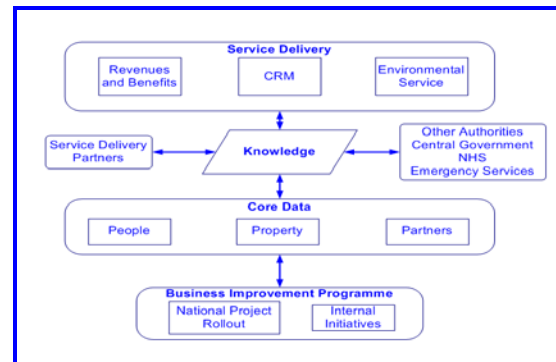 Service Delivery
Revenues
and Benefits
CRM
Environmental
Service
Service Delivery
Partners
Knowledge
Other Authorities
Central Government
NHS
Emergency Services
Core Data
People
Property
Partners
Business Improvement Programme
National Project
Rollout
Internal
Initiatives